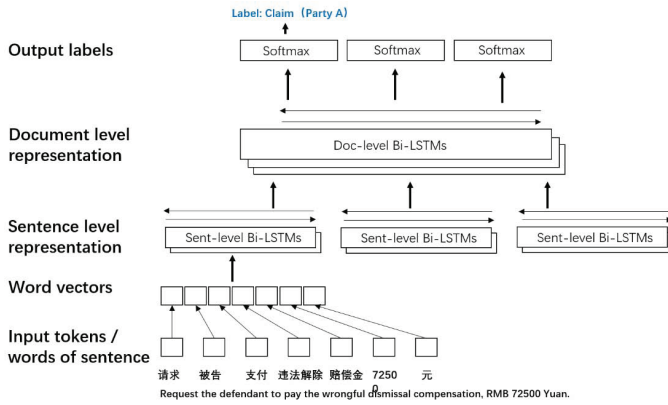 Label: Claim（Party A）
Output labels
Softmax
Softmax
Softmax
Document level
representation
Doc-level Bi-LSTMs
Sentence level
representation
Sent-level Bi-LSTMs
Sent-level Bi-LSTMs
Sent-level Bi-LSTMs
Word vectors
Input tokens /
words of sentence
请求 被告 支付 违法解除 赔偿金 7250
0
元
Request the defendant to pay the wrongful dismissal compensation, RMB 72500 Yuan.